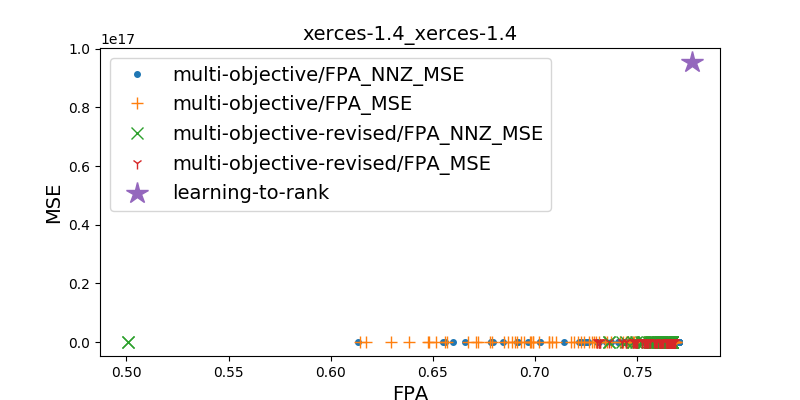 xerces-1.4_xerces-1.4
1e17
1.0
0.8
0.6
0.4
0.2
0.0
MSE
multi-objective/FPA_NNZ_MSE
multi-objective/FPA_MSE
multi-objective-revised/FPA_NNZ_MSE
multi-objective-revised/FPA_MSE
learning-to-rank
0.50 0.55 0.60 0.65 0.70 0.75
FPA